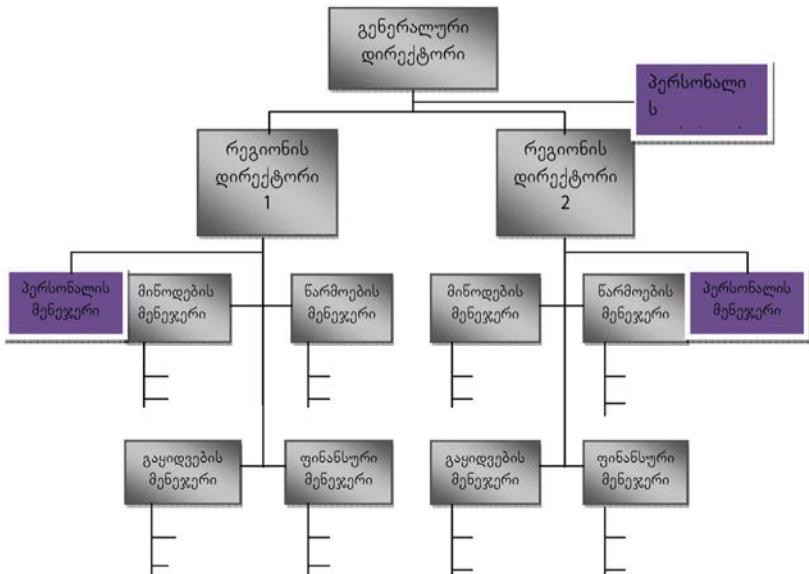 გენერალური
დირექტორი
პერსონალი
ს
რეგიონის
დირექტორი
1
რეგიონის
დირექტორი
2
პერსონალის
მენეჯერი
მიწოდების
მენეჯერი
წარმოების
მენეჯერი
მიწოდების
მენეჯერი
წარმოების
მენეჯერი
პერსონალის
მენეჯერი
გაყიდვების
მენეჯერი
ფინანსური
მენეჯერი
გაყიდვების
მენეჯერი
ფინანსური
მენეჯერი